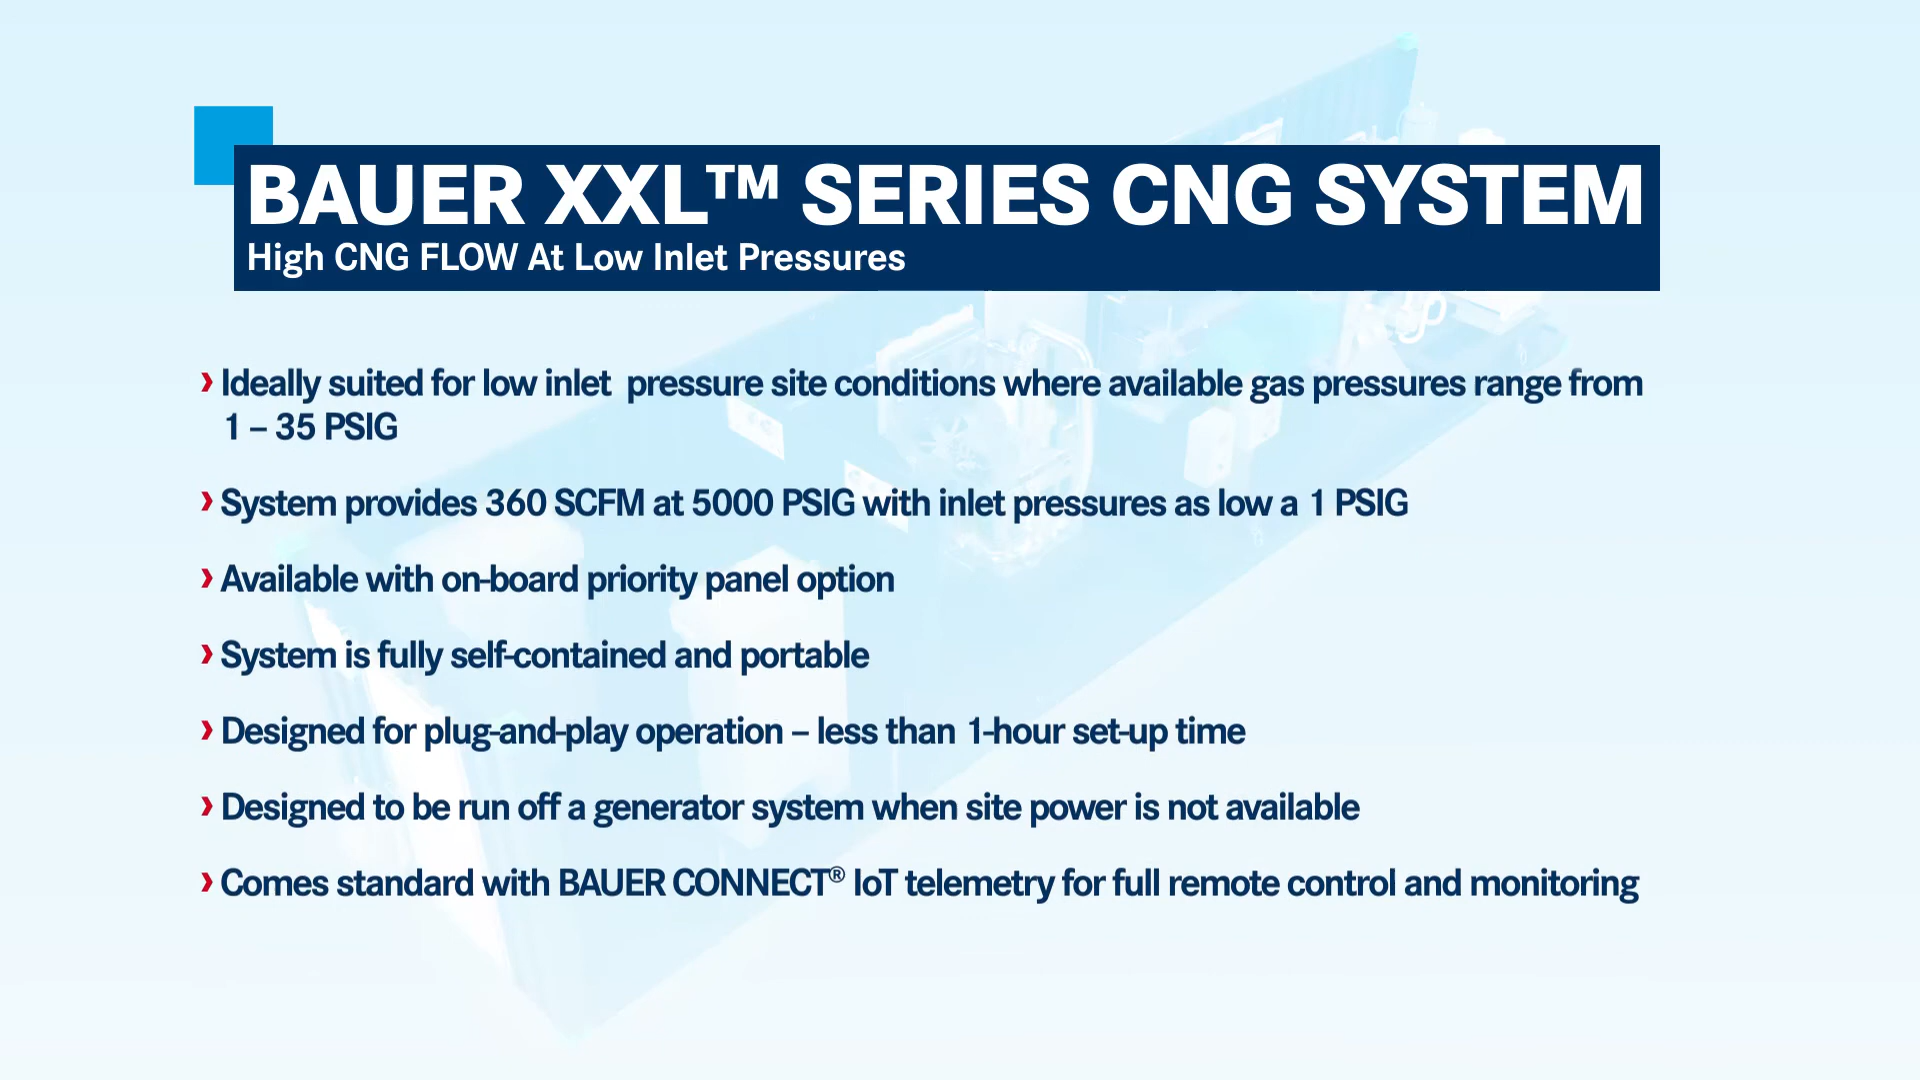 BAUER XXL™ SERIES CNG SYSTEM
High CNG FLOW At Low Inlet Pressures
› Ideally suited for low inlet  pressure site conditions where available gas pressures range from
1 – 35 PSIG
› System provides 360 SCFM at 5000 PSIG with inlet pressures as low a 1 PSIG
› Available with on-board priority panel option
› System is fully self-contained and portable
› Designed for plug-and-play operation – less than 1-hour set-up time
› Designed to be run off a generator system when site power is not available
› Comes standard with BAUER CONNECT® IoT telemetry for full remote control and monitoring